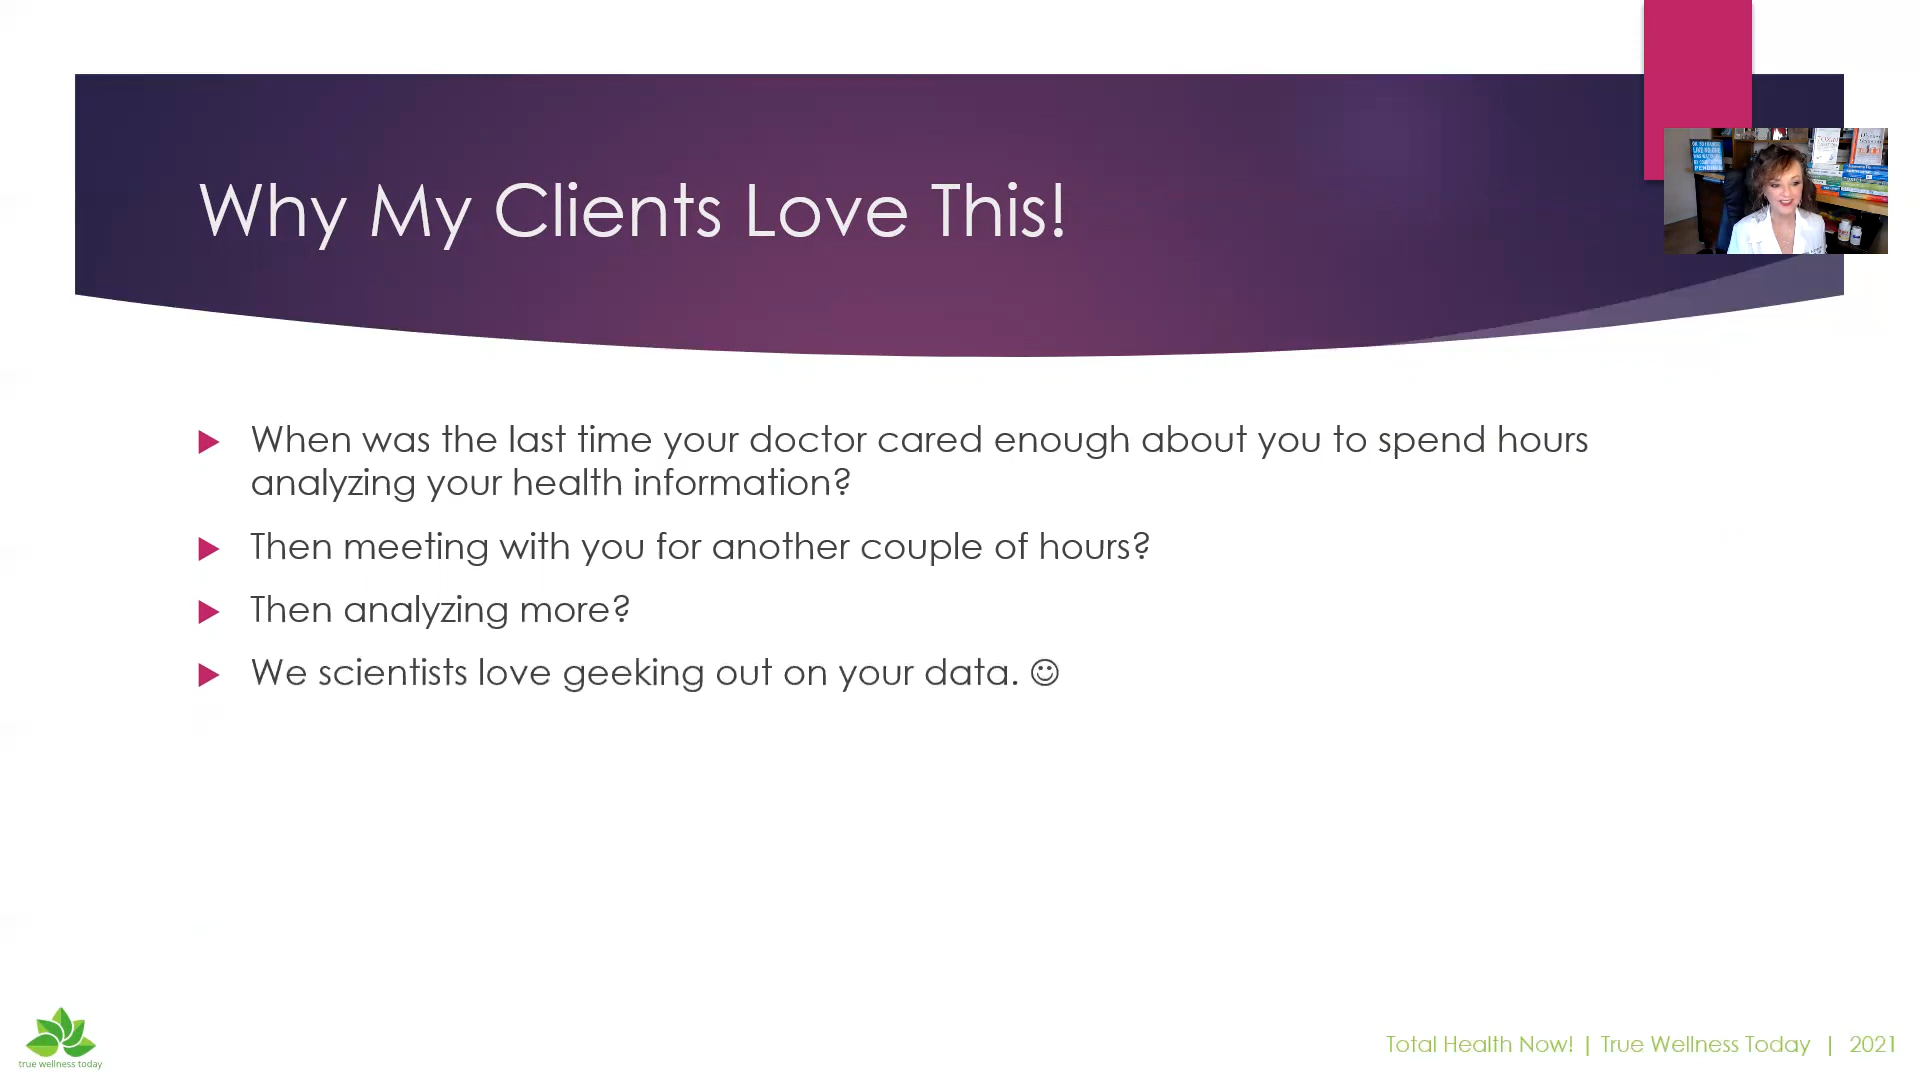 Why My Clients Love This!
When was the last time your doctor cared enough about you to spend hours
analyzing your health information?
Then meeting with you for another couple of hours?
Then analyzing more?
We scientists love geeking out on your data. ☺
true wellness today
Total Health Now! | True Wellness Today | 2021